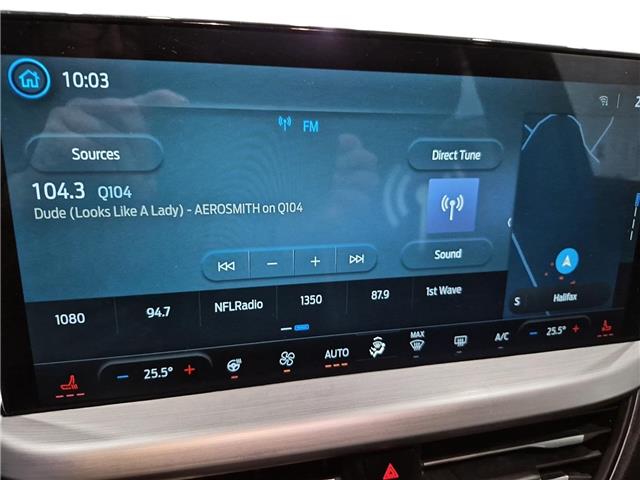 10:03
2
FM
Sources
Direct Tune
104.3 Q104
Dude (Looks Like A Lady) - AEROSMITH on Q104
Sound
S Halifax
1080 94.7 NFLRadio 1350 87.9 1st Wave
25.5° AUTO MAX A/C 25.5°